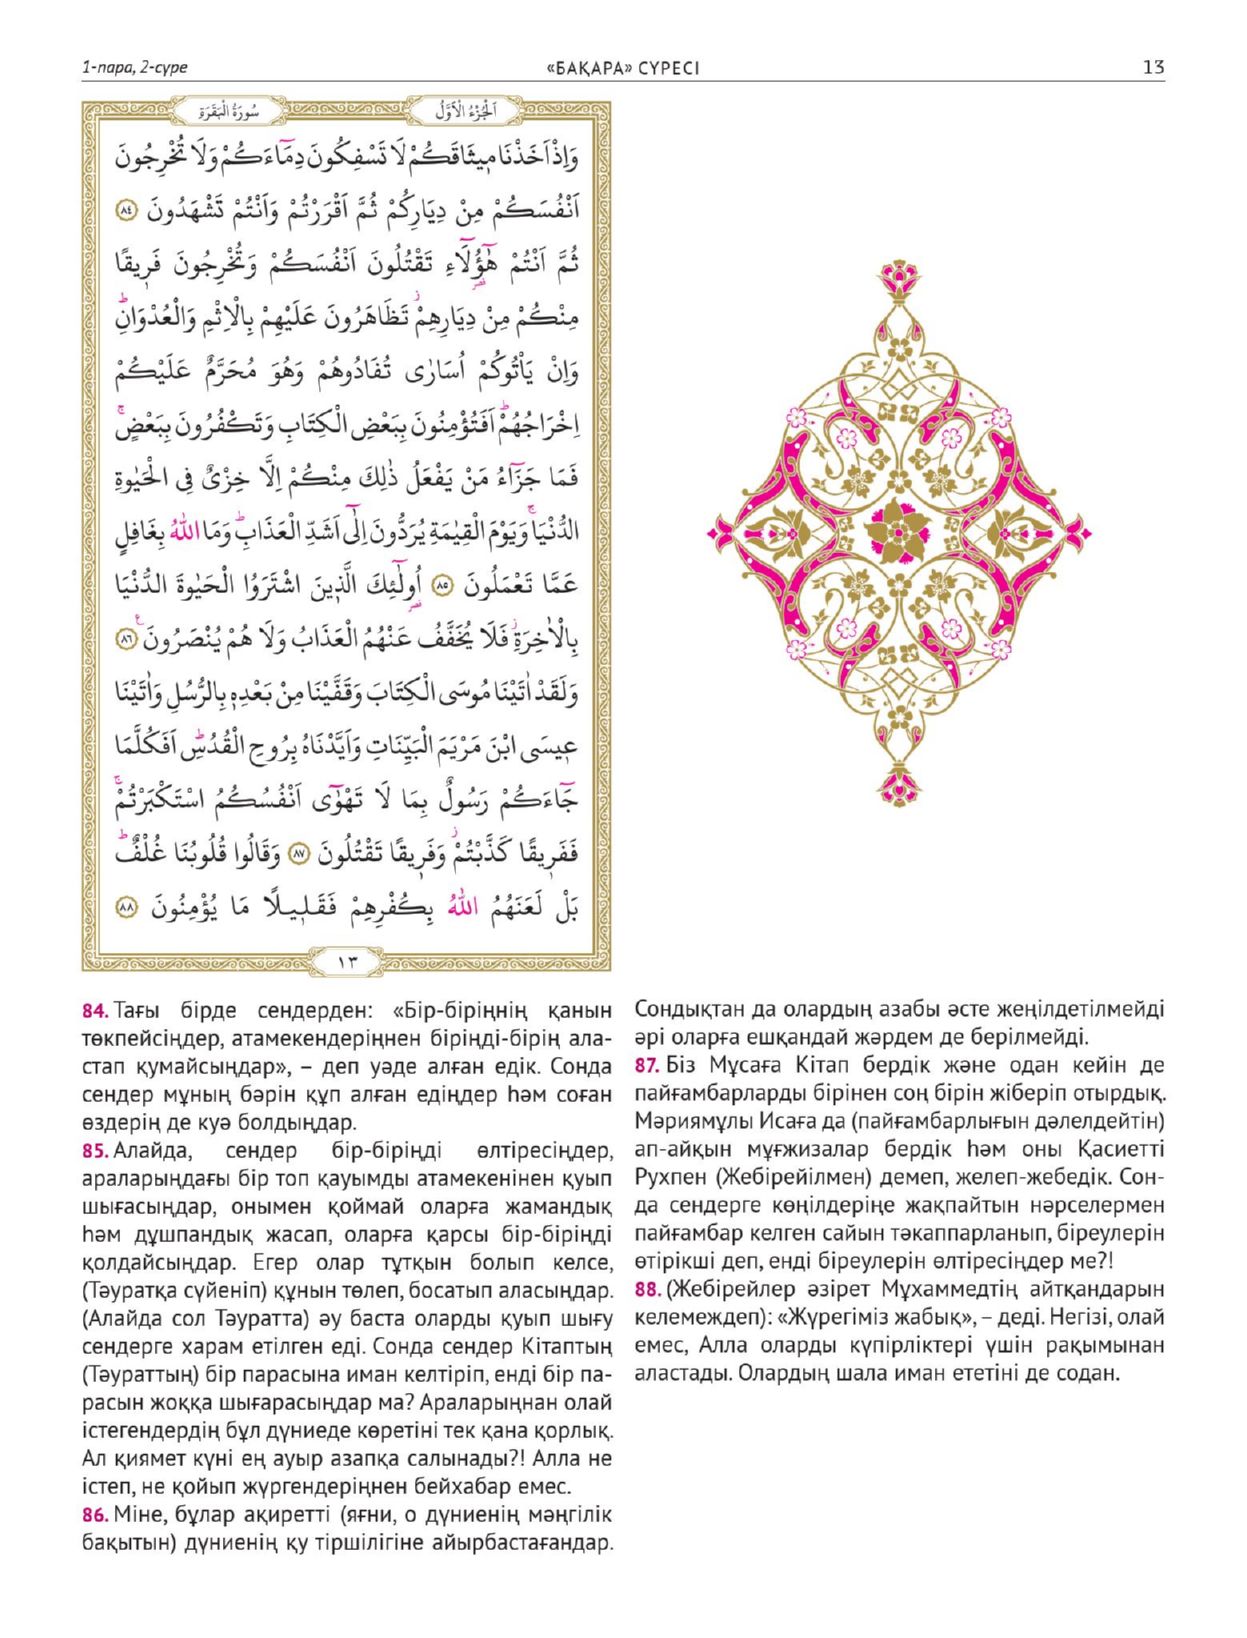 1-пара, 2-сүре
«БАҚАРА» СҮРЕСІ
13
اَلْجُزْءُ الْاَوَّلُ
سُورَةُ الْبَقَرَةِ
وَاِذْ اَخَذْنَا م۪يثَاقَكُمْ لَا تَسْفِكُونَ دِمَٓاءَكُمْ وَلَا تُخْرِجُونَ
اَنْفُسَكُمْ مِنْ دِيَارِكُمْ ثُمَّ اَقْرَرْتُمْ وَاَنْتُمْ تَشْهَدُونَ ٨٤
ثُمَّ اَنْتُمْ هٰٓؤُ۬لَٓاءِ تَقْتُلُونَ اَنْفُسَكُمْ وَتُخْرِجُونَ فَر۪يقًا
مِنْكُمْ مِنْ دِيَارِهِمْۘ تَظَاهَرُونَ عَلَيْهِمْ بِالْاِثْمِ وَالْعُدْوَانِۜ
وَاِنْ يَأْتُوكُمْ اُسَارٰى تُفَادُوهُمْ وَهُوَ مُحَرَّمٌ عَلَيْكُمْ
اِخْرَاجُهُمْۜ اَفَتُؤْمِنُونَ بِبَعْضِ الْكِتَابِ وَتَكْفُرُونَ بِبَعْضٍۚ
فَمَا جَزَٓاءُ مَنْ يَفْعَلُ ذٰلِكَ مِنْكُمْ اِلَّا خِزْيٌ فِي الْحَيٰوةِ
الدُّنْيَاۚ وَيَوْمَ الْقِيٰمَةِ يُرَدُّونَ اِلٰٓى اَشَدِّ الْعَذَابِۜ وَمَا اللّٰهُ بِغَافِلٍ
عَمَّا تَعْمَلُونَ ٨٥ اُو۬لٰٓئِكَ الَّذ۪ينَ اشْتَرَوُا الْحَيٰوةَ الدُّنْيَا
بِالْاٰخِرَةِۘ فَلَا يُخَفَّفُ عَنْهُمُ الْعَذَابُ وَلَا هُمْ يُنْصَرُونَ۟ ٨٦
وَلَقَدْ اٰتَيْنَا مُوسَى الْكِتَابَ وَقَفَّيْنَا مِنْ بَعْدِه۪ بِالرُّسُلِ وَاٰتَيْنَا
ع۪يسَى ابْنَ مَرْيَمَ الْبَيِّنَاتِ وَاَيَّدْنَاهُ بِرُوحِ الْقُدُسِۜ اَفَكُلَّمَا
جَٓاءَكُمْ رَسُولٌ بِمَا لَا تَهْوٰٓى اَنْفُسُكُمُ اسْتَكْبَرْتُمْۚ
فَفَر۪يقًا كَذَّبْتُمْۘ وَفَر۪يقًا تَقْتُلُونَ ٨٧ وَقَالُوا قُلُوبُنَا غُلْفٌۜ
بَلْ لَعَنَهُمُ اللّٰهُ بِكُفْرِهِمْ فَقَل۪يلًا مَا يُؤْمِنُونَ ٨٨
١٣
84. Тағы бірде сендерден: «Бір-біріңнің қанын
төкпейсіңдер, атамекендеріңнен біріңді-бірің ала-
стап қумайсыңдар», – деп уәде алған едік. Сонда
сендер мұның бәрін құп алған едіңдер һәм соған
өздерің де куә болдыңдар.
85. Алайда, сендер бір-біріңді өлтіресіңдер,
араларыңдағы бір топ қауымды атамекенінен қуып
шығасыңдар, онымен қоймай оларға жамандық
һәм дұшпандық жасап, оларға қарсы бір-біріңді
қолдайсыңдар. Егер олар тұтқын болып келсе,
(Тәуратқа сүйеніп) құнын төлеп, босатып аласыңдар.
(Алайда сол Тәуратта) әу баста оларды қуып шығу
сендерге харам етілген еді. Сонда сендер Кітаптың
(Тәураттың) бір парасына иман келтіріп, енді бір па-
расын жоққа шығарасыңдар ма? Араларыңнан олай
істегендердің бұл дүниеде көретіні тек қана қорлық.
Ал қиямет күні ең ауыр азапқа салынады?! Алла не
істеп, не қойып жүргендеріңнен бейхабар емес.
86. Міне, бұлар ақиретті (яғни, о дүниенің мәңгілік
бақытын) дүниенің қу тіршілігіне айырбастағандар.
Сондықтан да олардың азабы әсте жеңілдетілмейді
әрі оларға ешқандай жәрдем де берілмейді.
87. Біз Мұсаға Кітап бердік және одан кейін де
пайғамбарларды бірінен соң бірін жіберіп отырдық.
Мәриямұлы Исаға да (пайғамбарлығын дәлелдейтін)
ап-айқын мұғжизалар бердік һәм оны Қасиетті
Рухпен (Жебірейілмен) демеп, желеп-жебедік. Сон-
да сендерге көңілдеріңе жақпайтын нәрселермен
пайғамбар келген сайын тәкаппарланып, біреулерін
өтірікші деп, енді біреулерін өлтіресіңдер ме?!
88. (Жебірейлер әзірет Мұхаммедтің айтқандарын
келемеждеп): «Жүрегіміз жабық», – деді. Негізі, олай
емес, Алла оларды күпірліктері үшін рақымынан
аластады. Олардың шала иман ететіні де содан.